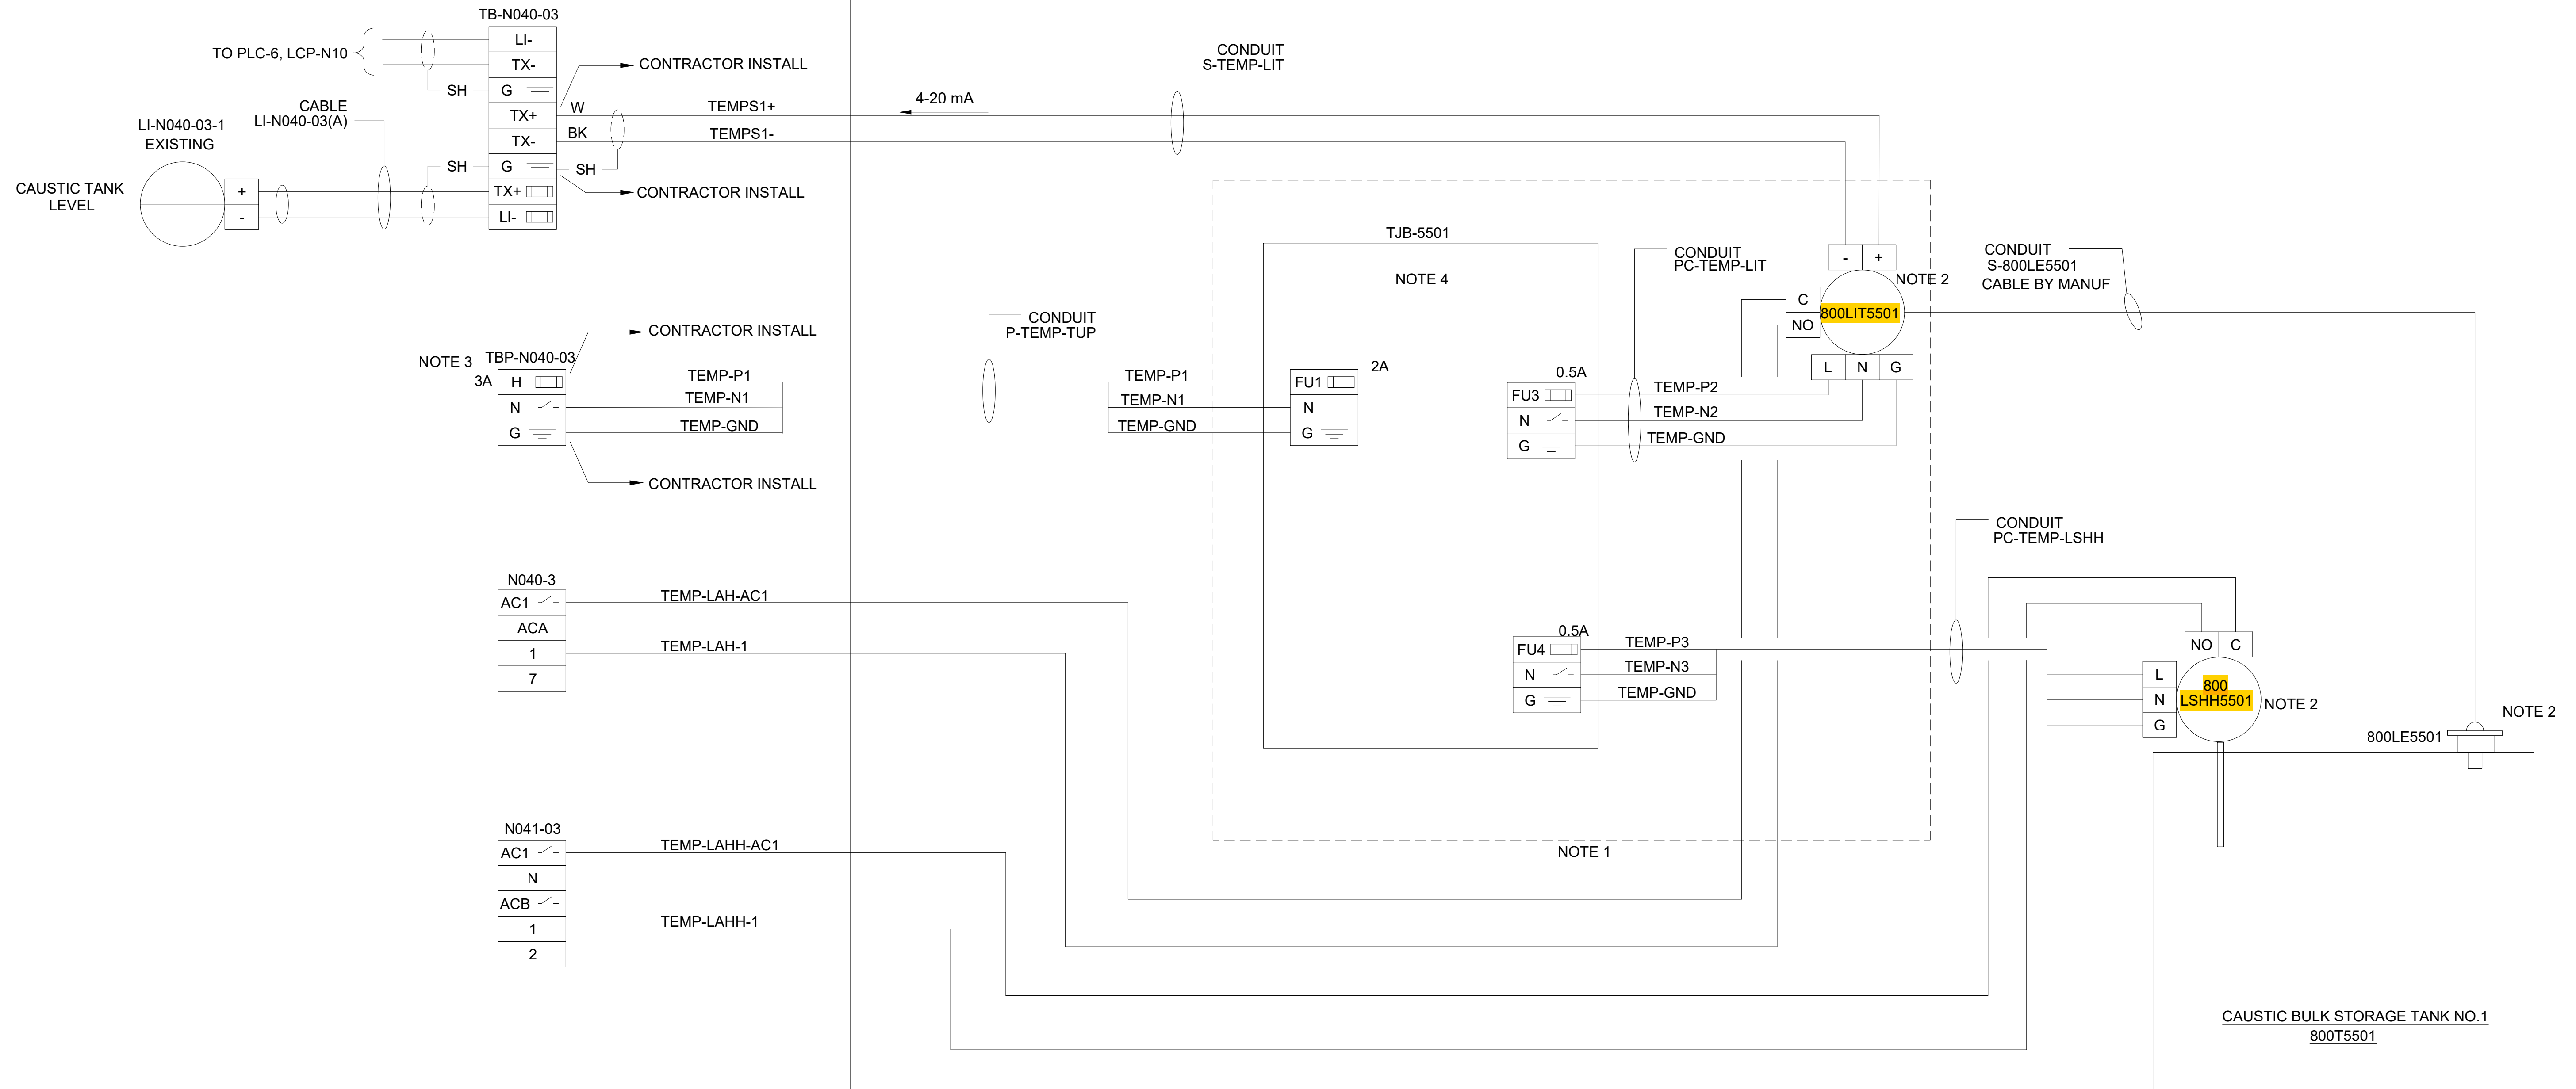 TB-N040-03
LI-
TX-
G
TX+
TX-
G
TX+
LI-
TO PLC-6, LCP-N10
SH
CONTRACTOR INSTALL
W
BK
SH
CONTRACTOR INSTALL
CABLE
LI-N040-03(A)
SH
LI-N040-03-1
EXISTING
+
-
CAUSTIC TANK
LEVEL
TEMPS1+
TEMPS1-
4-20 mA
CONDUIT
S-TEMP-LIT
NOTE 3
TBP-N040-03
3A
H
N
G
CONTRACTOR INSTALL
CONTRACTOR INSTALL
TEMP-P1
TEMP-N1
TEMP-GND
CONDUIT
P-TEMP-TUP
TEMP-P1
TEMP-N1
TEMP-GND
TJB-5501
NOTE 4
FU1
N
G
2A
0.5A
FU3
N
G
CONDUIT
PC-TEMP-LIT
TEMP-P2
TEMP-N2
TEMP-GND
-
+
NOTE 2
C
NO
800LIT5501
L
N
G
CONDUIT
S-800LE5501
CABLE BY MANUF
N040-3
AC1
ACA
1
7
TEMP-LAH-AC1
TEMP-LAH-1
0.5A
FU4
N
G
TEMP-P3
TEMP-N3
TEMP-GND
CONDUIT
PC-TEMP-LSHH
NO
C
L
N
G
800
LSHH5501
NOTE 2
NOTE 2
800LE5501
N041-03
AC1
N
ACB
1
2
TEMP-LAHH-AC1
TEMP-LAHH-1
NOTE 1
CAUSTIC BULK STORAGE TANK NO.1
800T5501